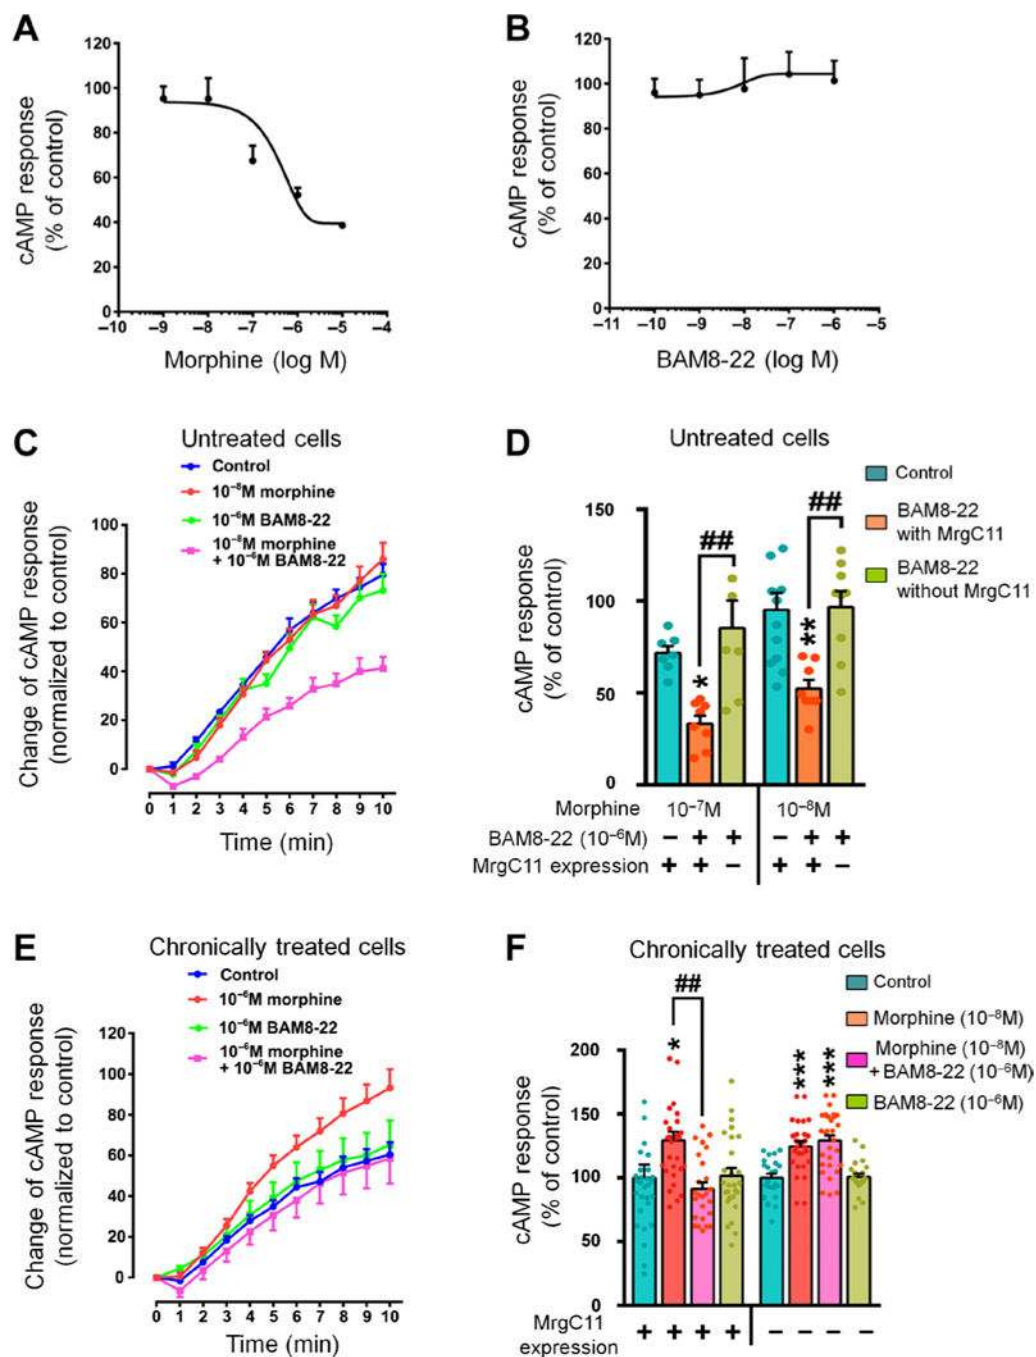 A
120
100
80
60
40
20
0
–10 –9 –8 –7 –6 –5 –4
cAMP response
(% of control)
Morphine (log M)
B
120
100
80
60
40
20
0
–11 –10 –9 –8 –7 –6 –5
cAMP response
(% of control)
BAM8-22 (log M)
C
Untreated cells
Control
10⁻⁸M morphine
10⁻⁶M BAM8-22
10⁻⁸M morphine
+ 10⁻⁶M BAM8-22
100
80
60
40
20
0
0 1 2 3 4 5 6 7 8 9 10
Change of cAMP response
(normalized to control)
Time (min)
D
Untreated cells
Control
BAM8-22
with MrgC11
BAM8-22
without MrgC11
150
100
50
0
cAMP response
(% of control)
## ##
* **
Morphine 10⁻⁷M 10⁻⁸M
BAM8-22 (10⁻⁶M) – + + – + +
MrgC11 expression + + – + + –
E
Chronically treated cells
Control
10⁻⁶M morphine
10⁻⁶M BAM8-22
10⁻⁶M morphine
+ 10⁻⁶M BAM8-22
100
80
60
40
20
0
0 1 2 3 4 5 6 7 8 9 10
Change of cAMP response
(normalized to control)
Time (min)
F
Chronically treated cells
Control
Morphine (10⁻⁸M)
Morphine (10⁻⁸M)
+ BAM8-22 (10⁻⁶M)
BAM8-22 (10⁻⁶M)
200
150
100
50
0
cAMP response
(% of control)
##
* *** ***
MrgC11
expression + + + + – – – –